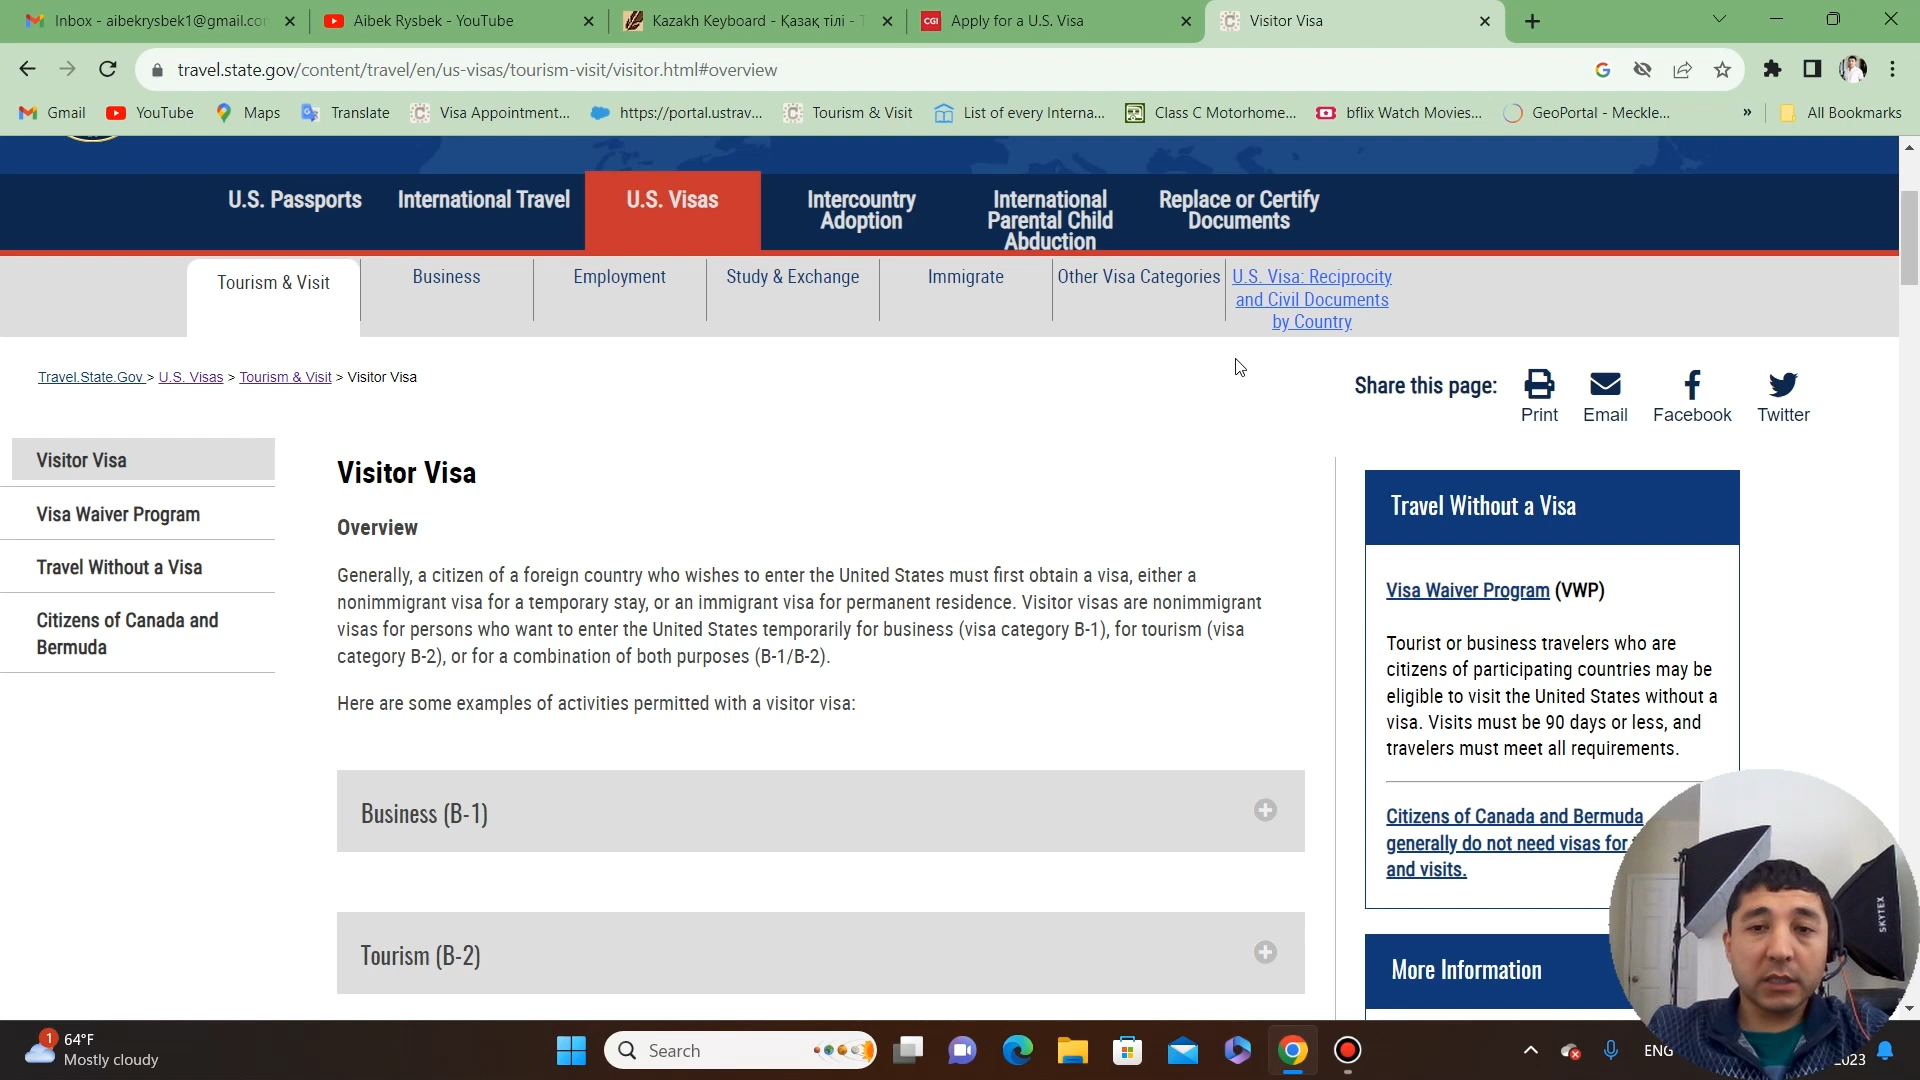 Inbox - aibekrysbek1@gmail.co
Aibek Rysbek - YouTube
Kazakh Keyboard - Қазақ тілі -
Apply for a U.S. Visa
Visitor Visa
travel.state.gov/content/travel/en/us-visas/tourism-visit/visitor.html#overview
Gmail
YouTube
Maps
Translate
Visa Appointment...
https://portal.ustrav...
Tourism & Visit
List of every Interna...
Class C Motorhome...
bflix Watch Movies...
GeoPortal - Meckle...
»
All Bookmarks
U.S. Passports
International Travel
U.S. Visas
Intercountry
Adoption
International
Parental Child
Abduction
Replace or Certify
Documents
Tourism & Visit
Business
Employment
Study & Exchange
Immigrate
Other Visa Categories
U.S. Visa: Reciprocity
and Civil Documents
by Country
Travel.State.Gov > U.S. Visas > Tourism & Visit > Visitor Visa
Share this page:
Print
Email
Facebook
Twitter
Visitor Visa
Visa Waiver Program
Travel Without a Visa
Citizens of Canada and
Bermuda
Visitor Visa
Overview
Generally, a citizen of a foreign country who wishes to enter the United States must first obtain a visa, either a
nonimmigrant visa for a temporary stay, or an immigrant visa for permanent residence. Visitor visas are nonimmigrant
visas for persons who want to enter the United States temporarily for business (visa category B-1), for tourism (visa
category B-2), or for a combination of both purposes (B-1/B-2).
Here are some examples of activities permitted with a visitor visa:
Business (B-1)
Tourism (B-2)
Travel Without a Visa
Visa Waiver Program (VWP)
Tourist or business travelers who are
citizens of participating countries may be
eligible to visit the United States without a
visa. Visits must be 90 days or less, and
travelers must meet all requirements.
Citizens of Canada and Bermuda
generally do not need visas for
and visits.
More Information
SKYTEX
1
64°F
Mostly cloudy
Search
ENG
2023